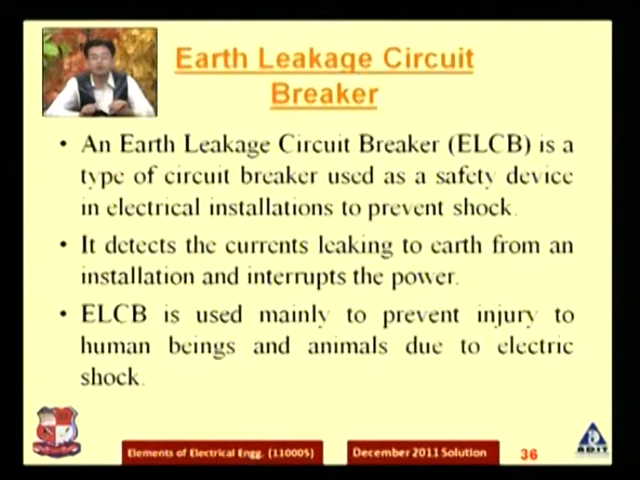 Earth Leakage Circuit
Breaker
• An Earth Leakage Circuit Breaker (ELCB) is a
type of circuit breaker used as a safety device
in electrical installations to prevent shock.
• It detects the currents leaking to earth from an
installation and interrupts the power.
• ELCB is used mainly to prevent injury to
human beings and animals due to electric
shock.
Elements of Electrical Engg. (110005)
December 2011 Solution
36
ADIT